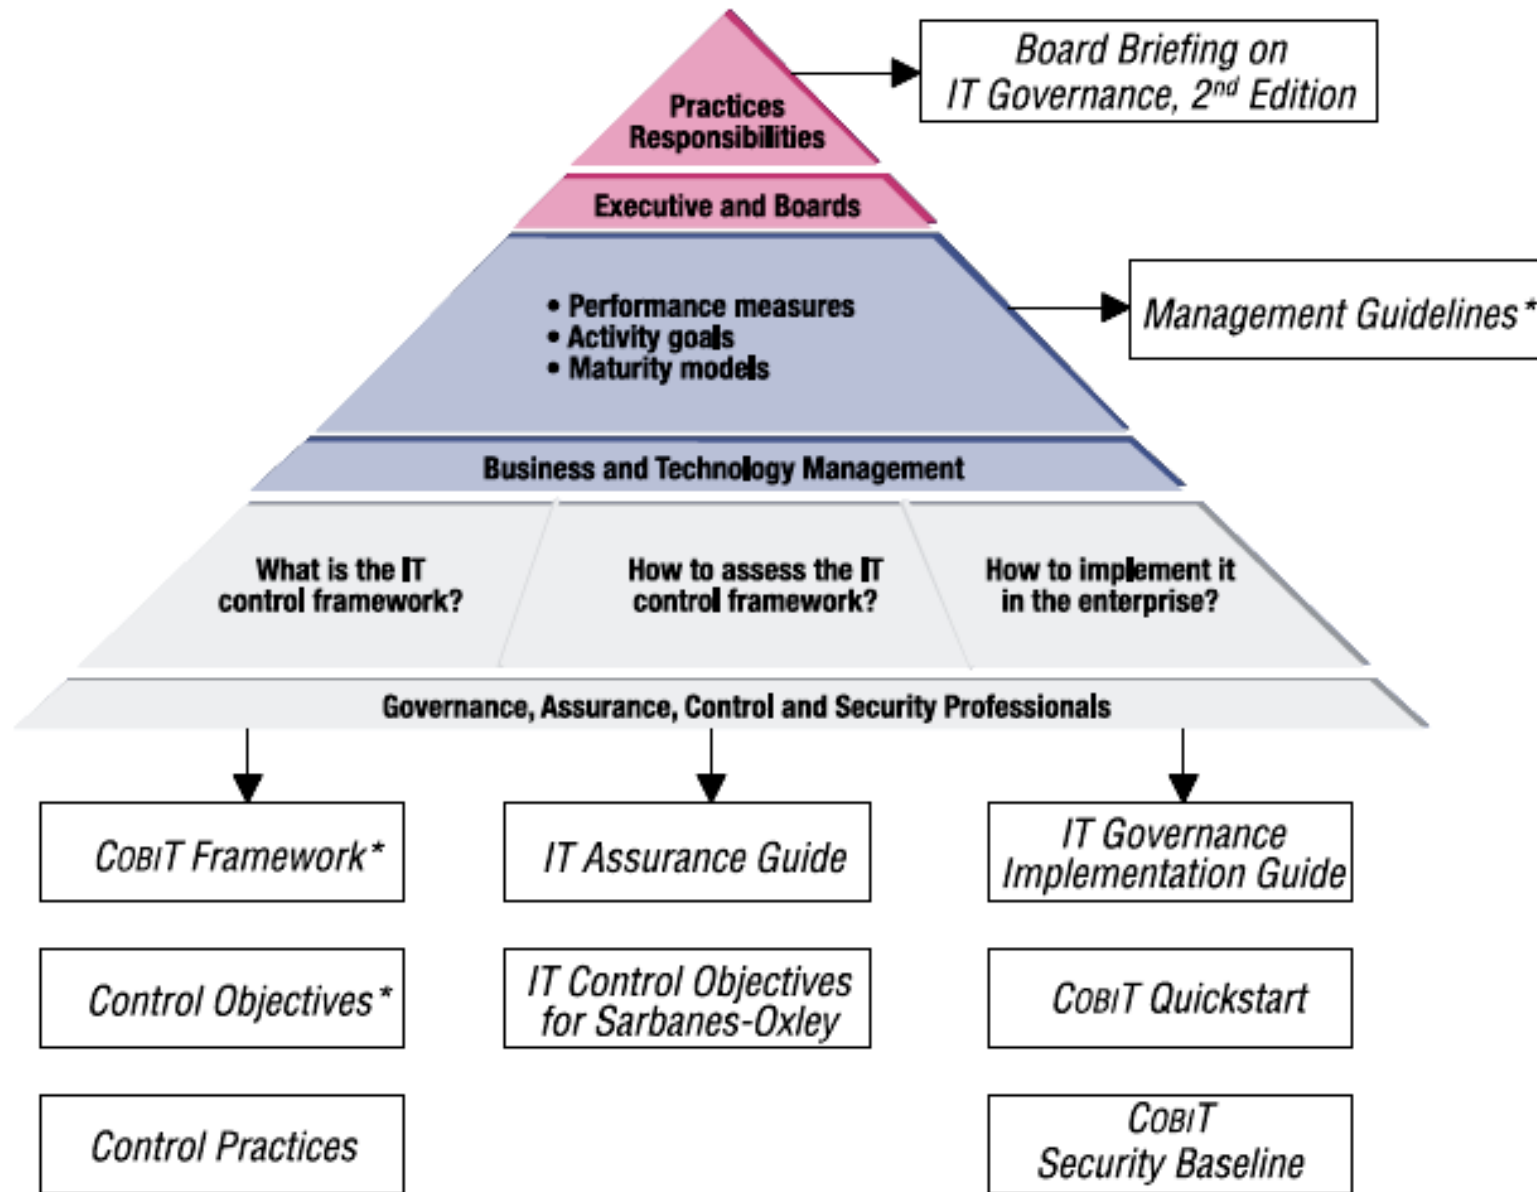 Board Briefing on
IT Governance, 2nd Edition
Practices
Responsibilities
Executive and Boards
• Performance measures
• Activity goals
• Maturity models
Management Guidelines*
Business and Technology Management
What is the IT
control framework?
How to assess the IT
control framework?
How to implement it
in the enterprise?
Governance, Assurance, Control and Security Professionals
COBIT Framework*
IT Assurance Guide
IT Governance
Implementation Guide
Control Objectives*
IT Control Objectives
for Sarbanes-Oxley
COBIT Quickstart
Control Practices
COBIT
Security Baseline